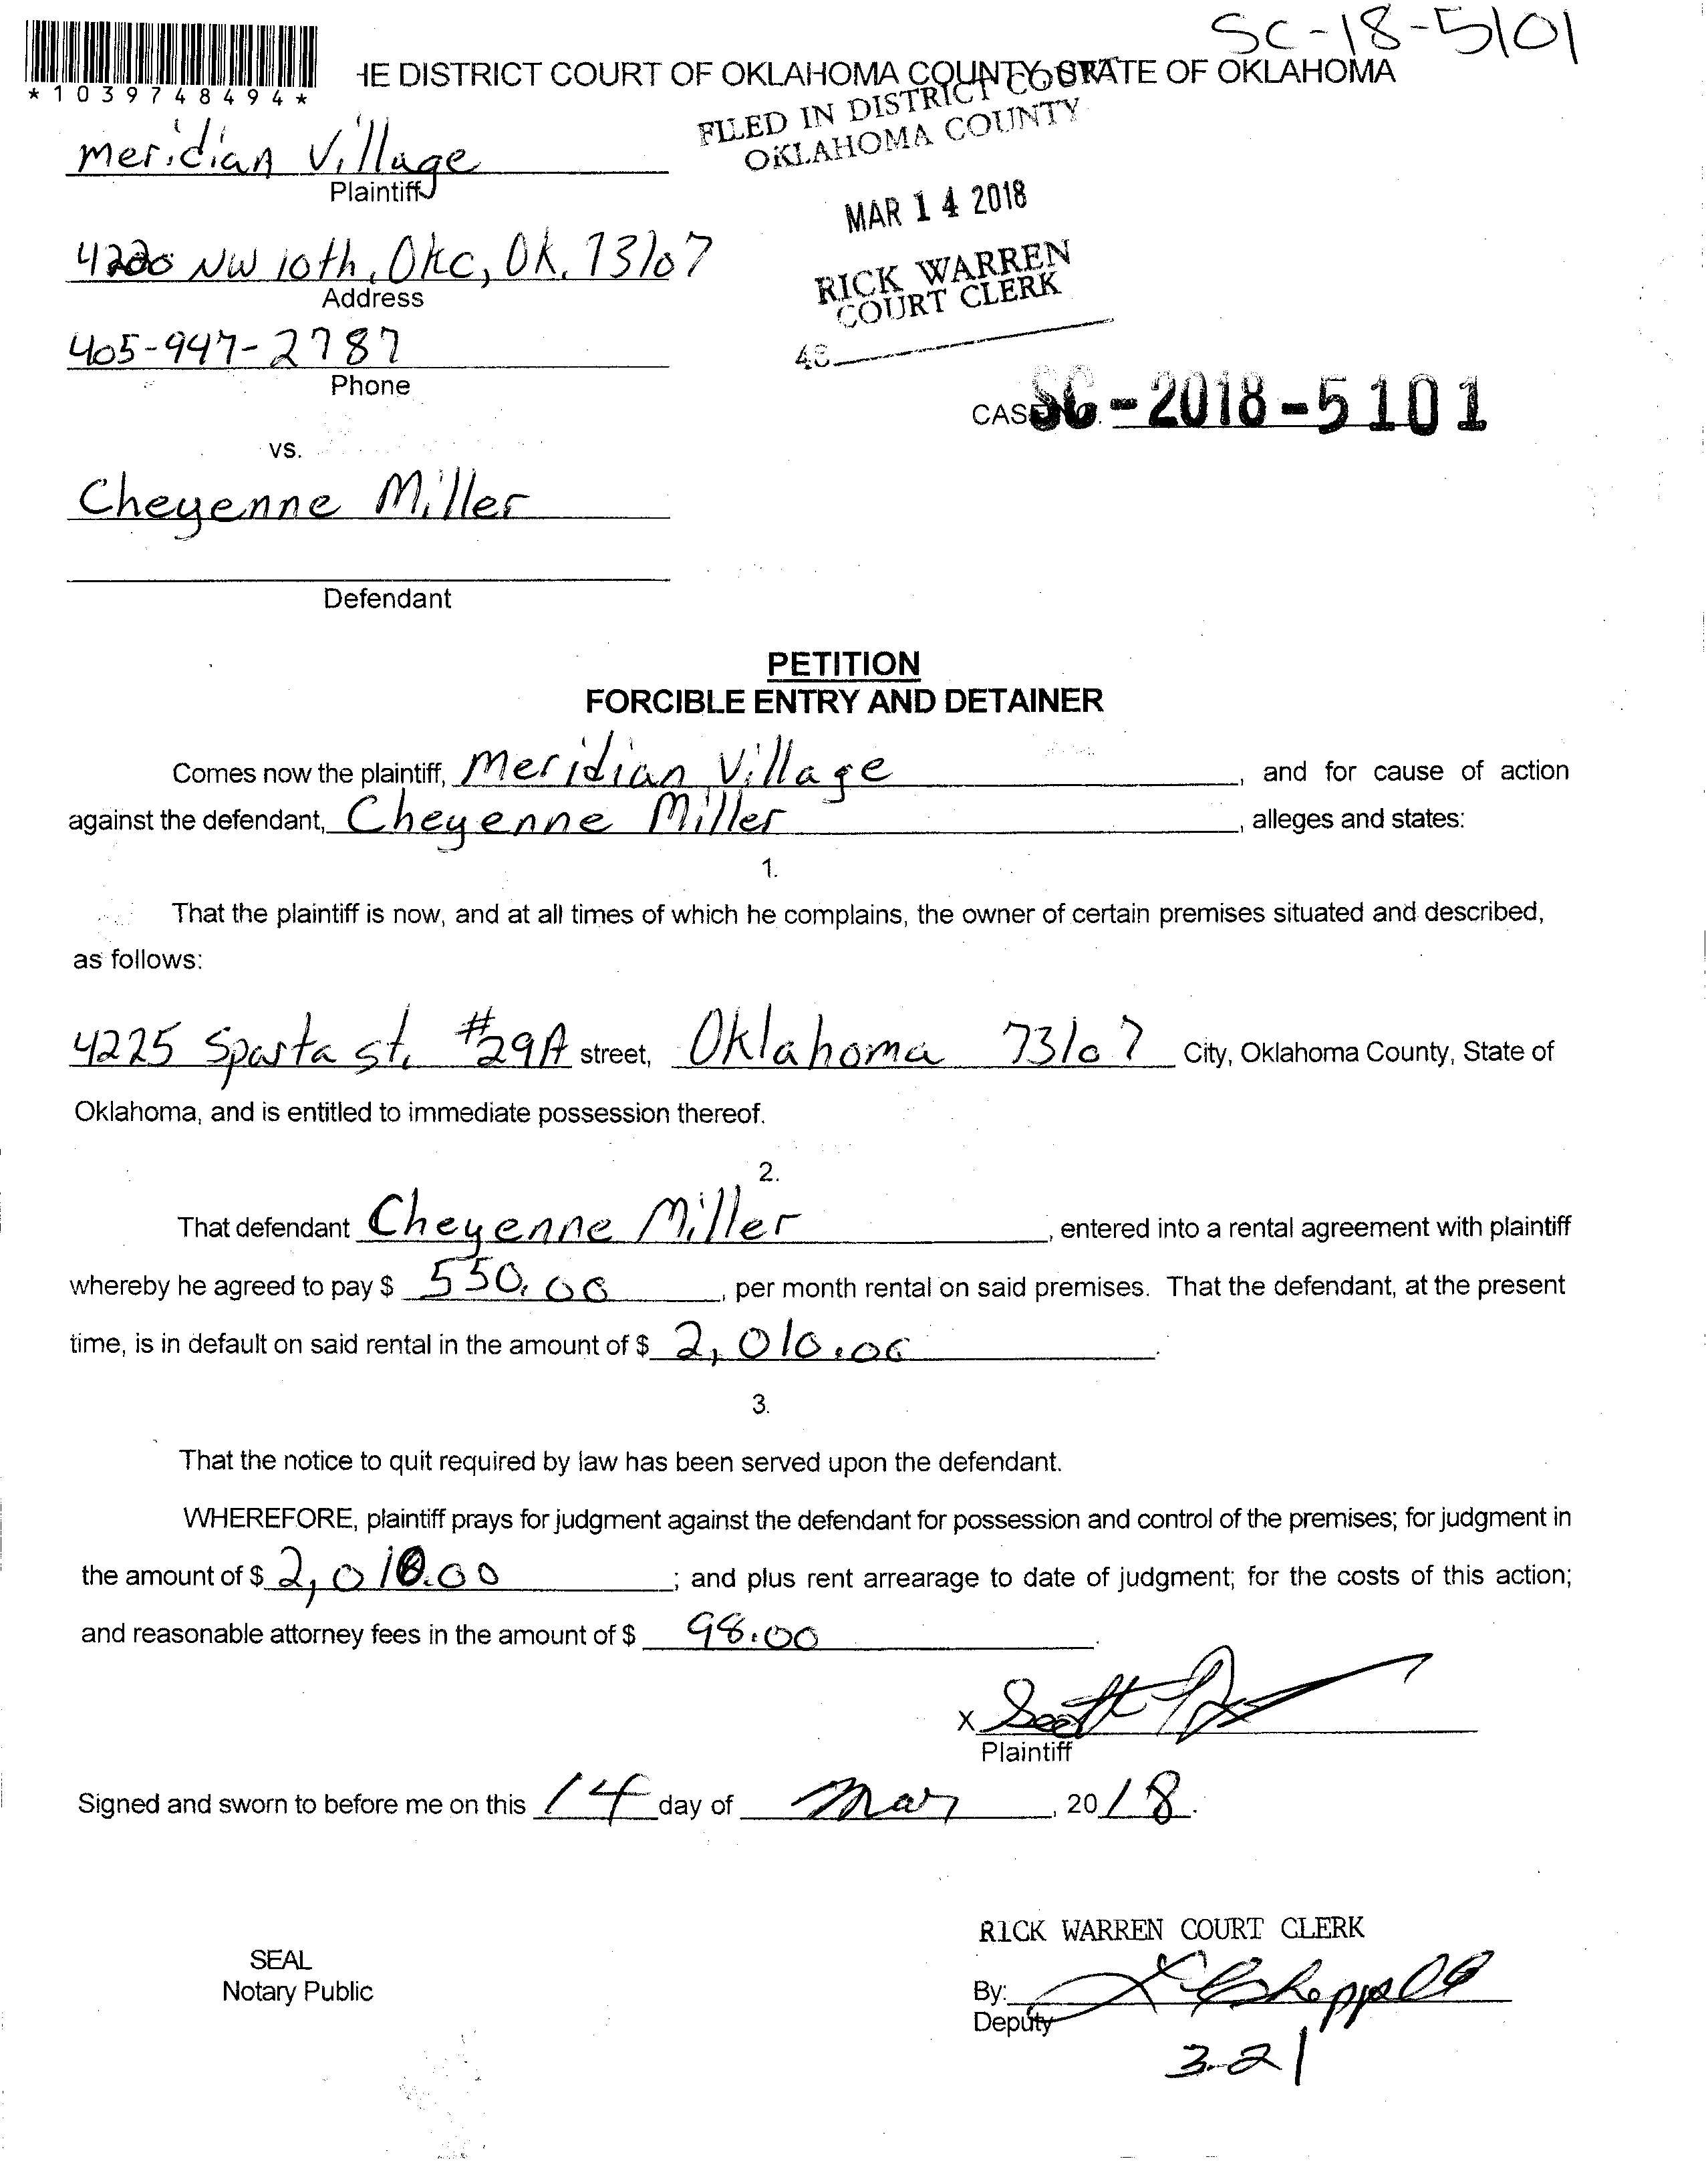 SC-18-5101
*1039748494*
IE DISTRICT COURT OF OKLAHOMA COUNTY, STATE OF OKLAHOMA
FILED IN DISTRICT COURT
OKLAHOMA COUNTY
Meridian Village
Plaintiff
MAR 14 2018
4200 NW 10th, OKC, OK, 73107
Address
RICK WARREN
COURT CLERK
405-947-2787
Phone
CAS SC-2018-5101
vs.
Cheyenne Miller
Defendant
PETITION
FORCIBLE ENTRY AND DETAINER
Comes now the plaintiff, Meridian Village, and for cause of action
against the defendant, Cheyenne Miller, alleges and states:
1.
That the plaintiff is now, and at all times of which he complains, the owner of certain premises situated and described,
as follows:
4225 Sparta st. #29A street, Oklahoma 73107 City, Oklahoma County, State of
Oklahoma, and is entitled to immediate possession thereof.
2.
That defendant Cheyenne Miller, entered into a rental agreement with plaintiff
whereby he agreed to pay $ 550.00, per month rental on said premises. That the defendant, at the present
time, is in default on said rental in the amount of $ 2,010.00.
3.
That the notice to quit required by law has been served upon the defendant.
WHEREFORE, plaintiff prays for judgment against the defendant for possession and control of the premises; for judgment in
the amount of $ 2,010.00; and plus rent arrearage to date of judgment; for the costs of this action;
and reasonable attorney fees in the amount of $ 98.00.
X Scott
Plaintiff
Signed and sworn to before me on this 14 day of Mar, 2018.
RICK WARREN COURT CLERK
SEAL
Notary Public
By:
Deputy
3-21